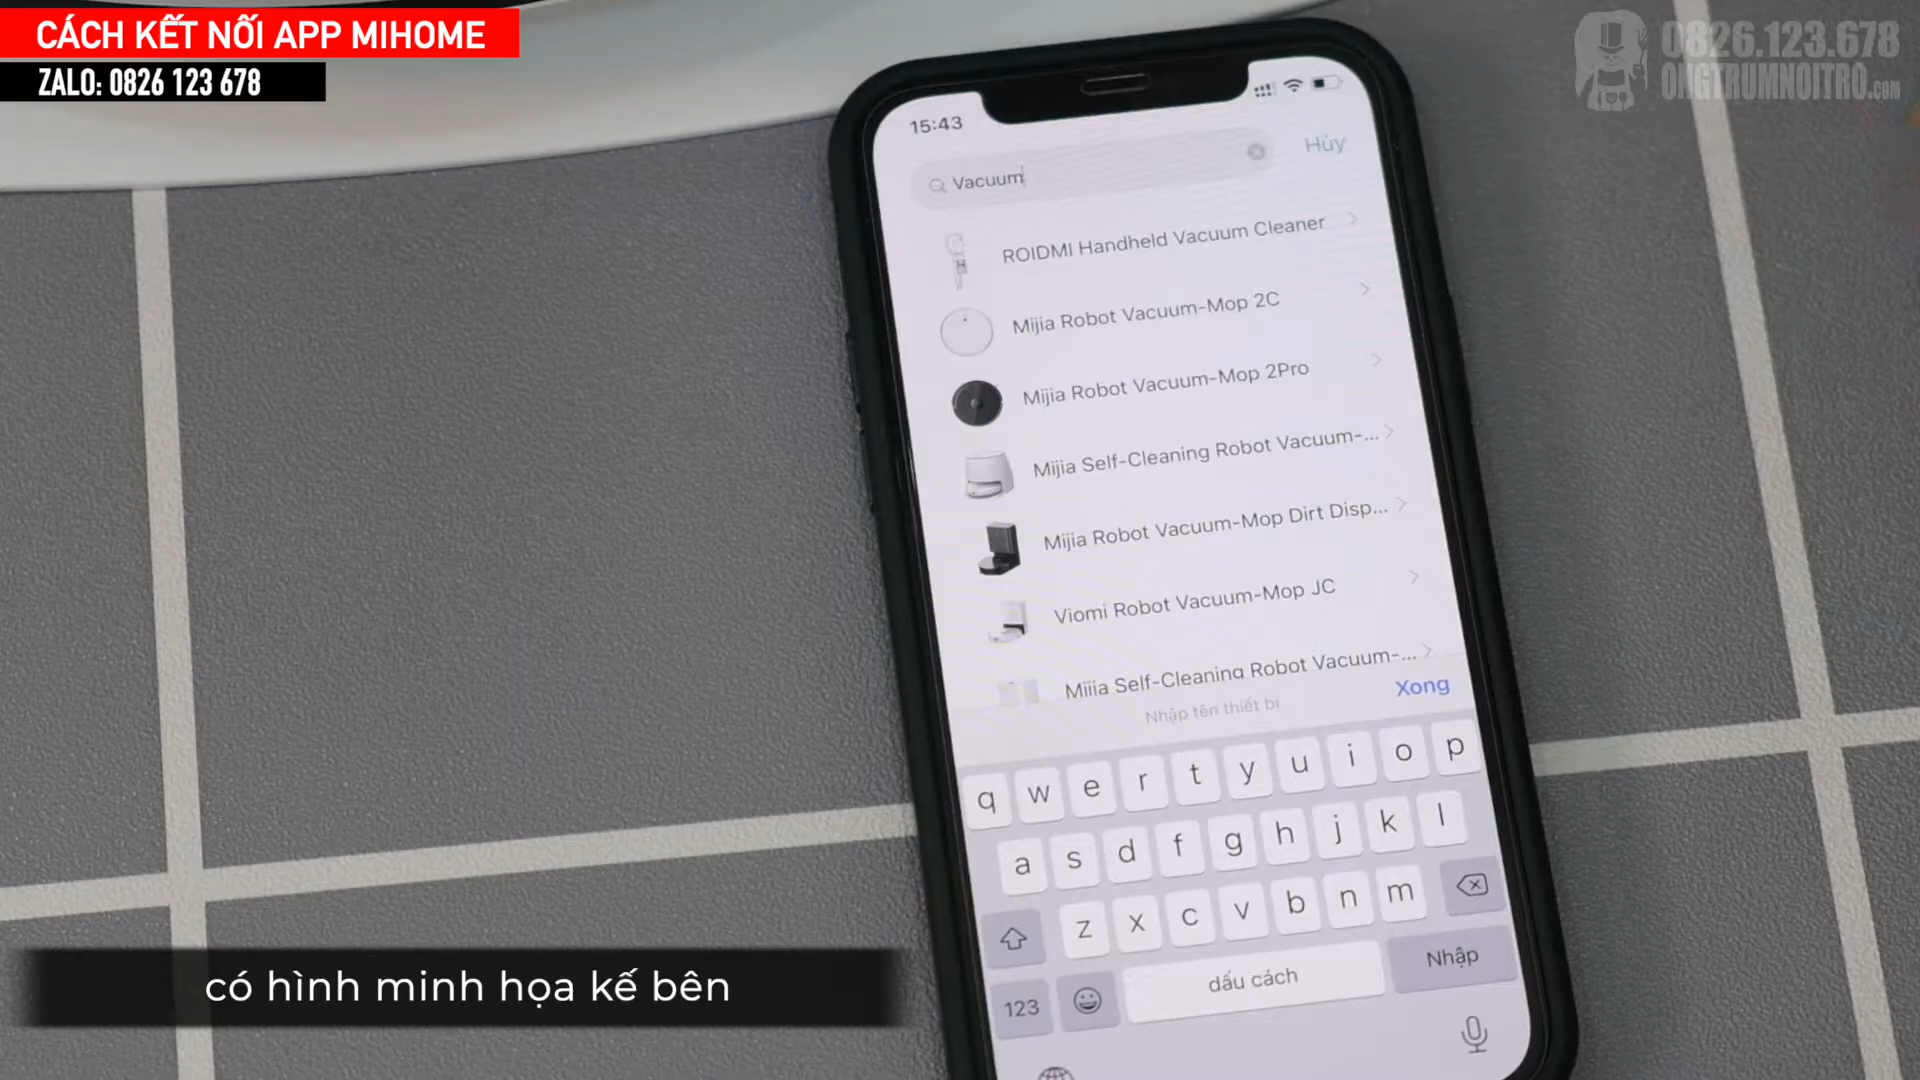 CÁCH KẾT NỐI APP MIHOME
ZALO: 0826 123 678
0826.123.678
ONGTRUMNOITRO.com
15:43
Vacuum
Hủy
ROIDMI Handheld Vacuum Cleaner
Mijia Robot Vacuum-Mop 2C
Mijia Robot Vacuum-Mop 2Pro
Mijia Self-Cleaning Robot Vacuum-...
Mijia Robot Vacuum-Mop Dirt Disp...
Viomi Robot Vacuum-Mop JC
Mijia Self-Cleaning Robot Vacuum-...
Nhập tên thiết bị
Xong
q w e r t y u i o p
a s d f g h j k l
z x c v b n m
123
dấu cách
Nhập
có hình minh họa kế bên